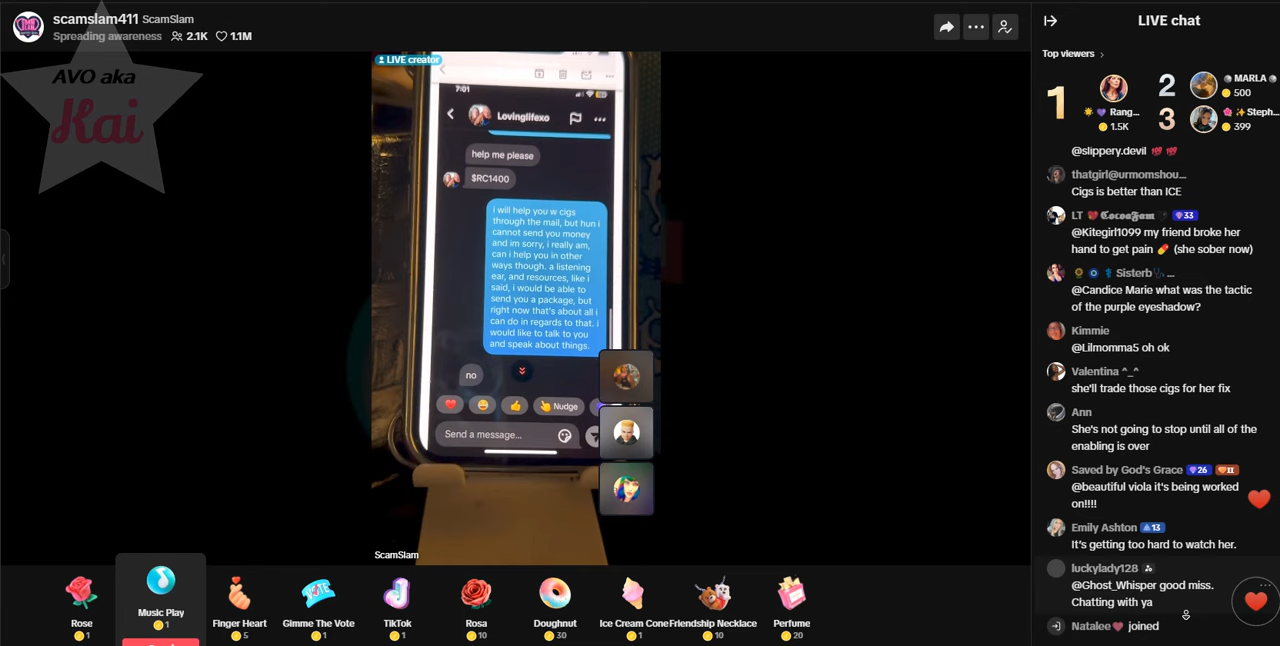 scamslam411 ScamSlam
Spreading awareness 2.1K 1.1M
AVO aka
Kai
LIVE creator
7:01
Lovinglifexo
help me please
$RC1400
i will help you w cigs
through the mail, but hun i
cannot send you money
and im sorry, i really am,
can i help you in other
ways though. a listening
ear, and resources, like i
said, i would be able to
send you a package, but
right now that's about all i
can do in regards to that. i
would like to talk to you
and speak about things.
no
Nudge
Send a message...
ScamSlam
Rose
1
Music Play
1
Finger Heart
5
VOTE
Gimme The Vote
1
TikTok
1
Rosa
10
Doughnut
30
Ice Cream Cone
1
Friendship Necklace
10
Perfume
20
LIVE chat
Top viewers
1
Rang...
1.5K
2
MARLA
500
3
Steph...
399
@slippery.devil 💯 💯
thatgirl@urmomshou...
Cigs is better than ICE
LT 𝕮𝖔𝖈𝖔𝖆𝕱𝖆𝖒 33
@Kitegirl1099 my friend broke her
hand to get pain 💊 (she sober now)
Sisterb ...
@Candice Marie what was the tactic
of the purple eyeshadow?
Kimmie
@Lilmomma5 oh ok
Valentina ^_^
she'll trade those cigs for her fix
Ann
She's not going to stop until all of the
enabling is over
Saved by God's Grace 26 II
@beautiful viola it's being worked
on!!!!
Emily Ashton 13
It's getting too hard to watch her.
luckylady128
@Ghost_Whisper good miss.
Chatting with ya
Natalee joined